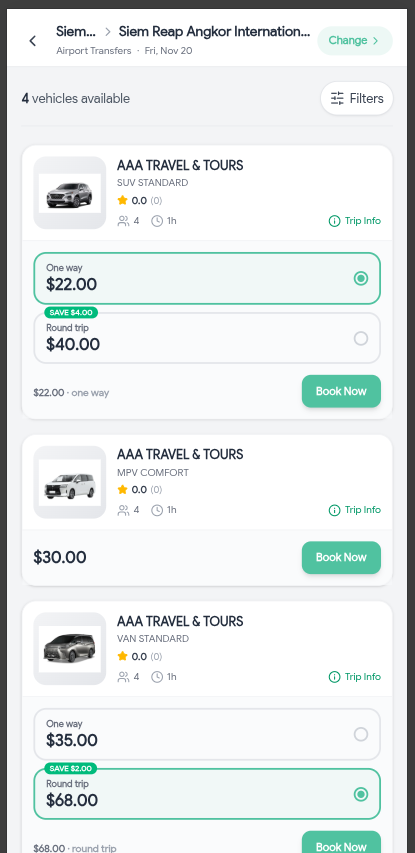 Siem... > Siem Reap Angkor Internation...
Airport Transfers · Fri, Nov 20
Change >
4 vehicles available
Filters
AAA TRAVEL & TOURS
SUV STANDARD
0.0 (0)
4 1h
Trip Info
One way
$22.00
SAVE $4.00
Round trip
$40.00
$22.00 · one way
Book Now
AAA TRAVEL & TOURS
MPV COMFORT
0.0 (0)
4 1h
Trip Info
$30.00
Book Now
AAA TRAVEL & TOURS
VAN STANDARD
0.0 (0)
4 1h
Trip Info
One way
$35.00
SAVE $2.00
Round trip
$68.00
$68.00 · round trip
Book Now